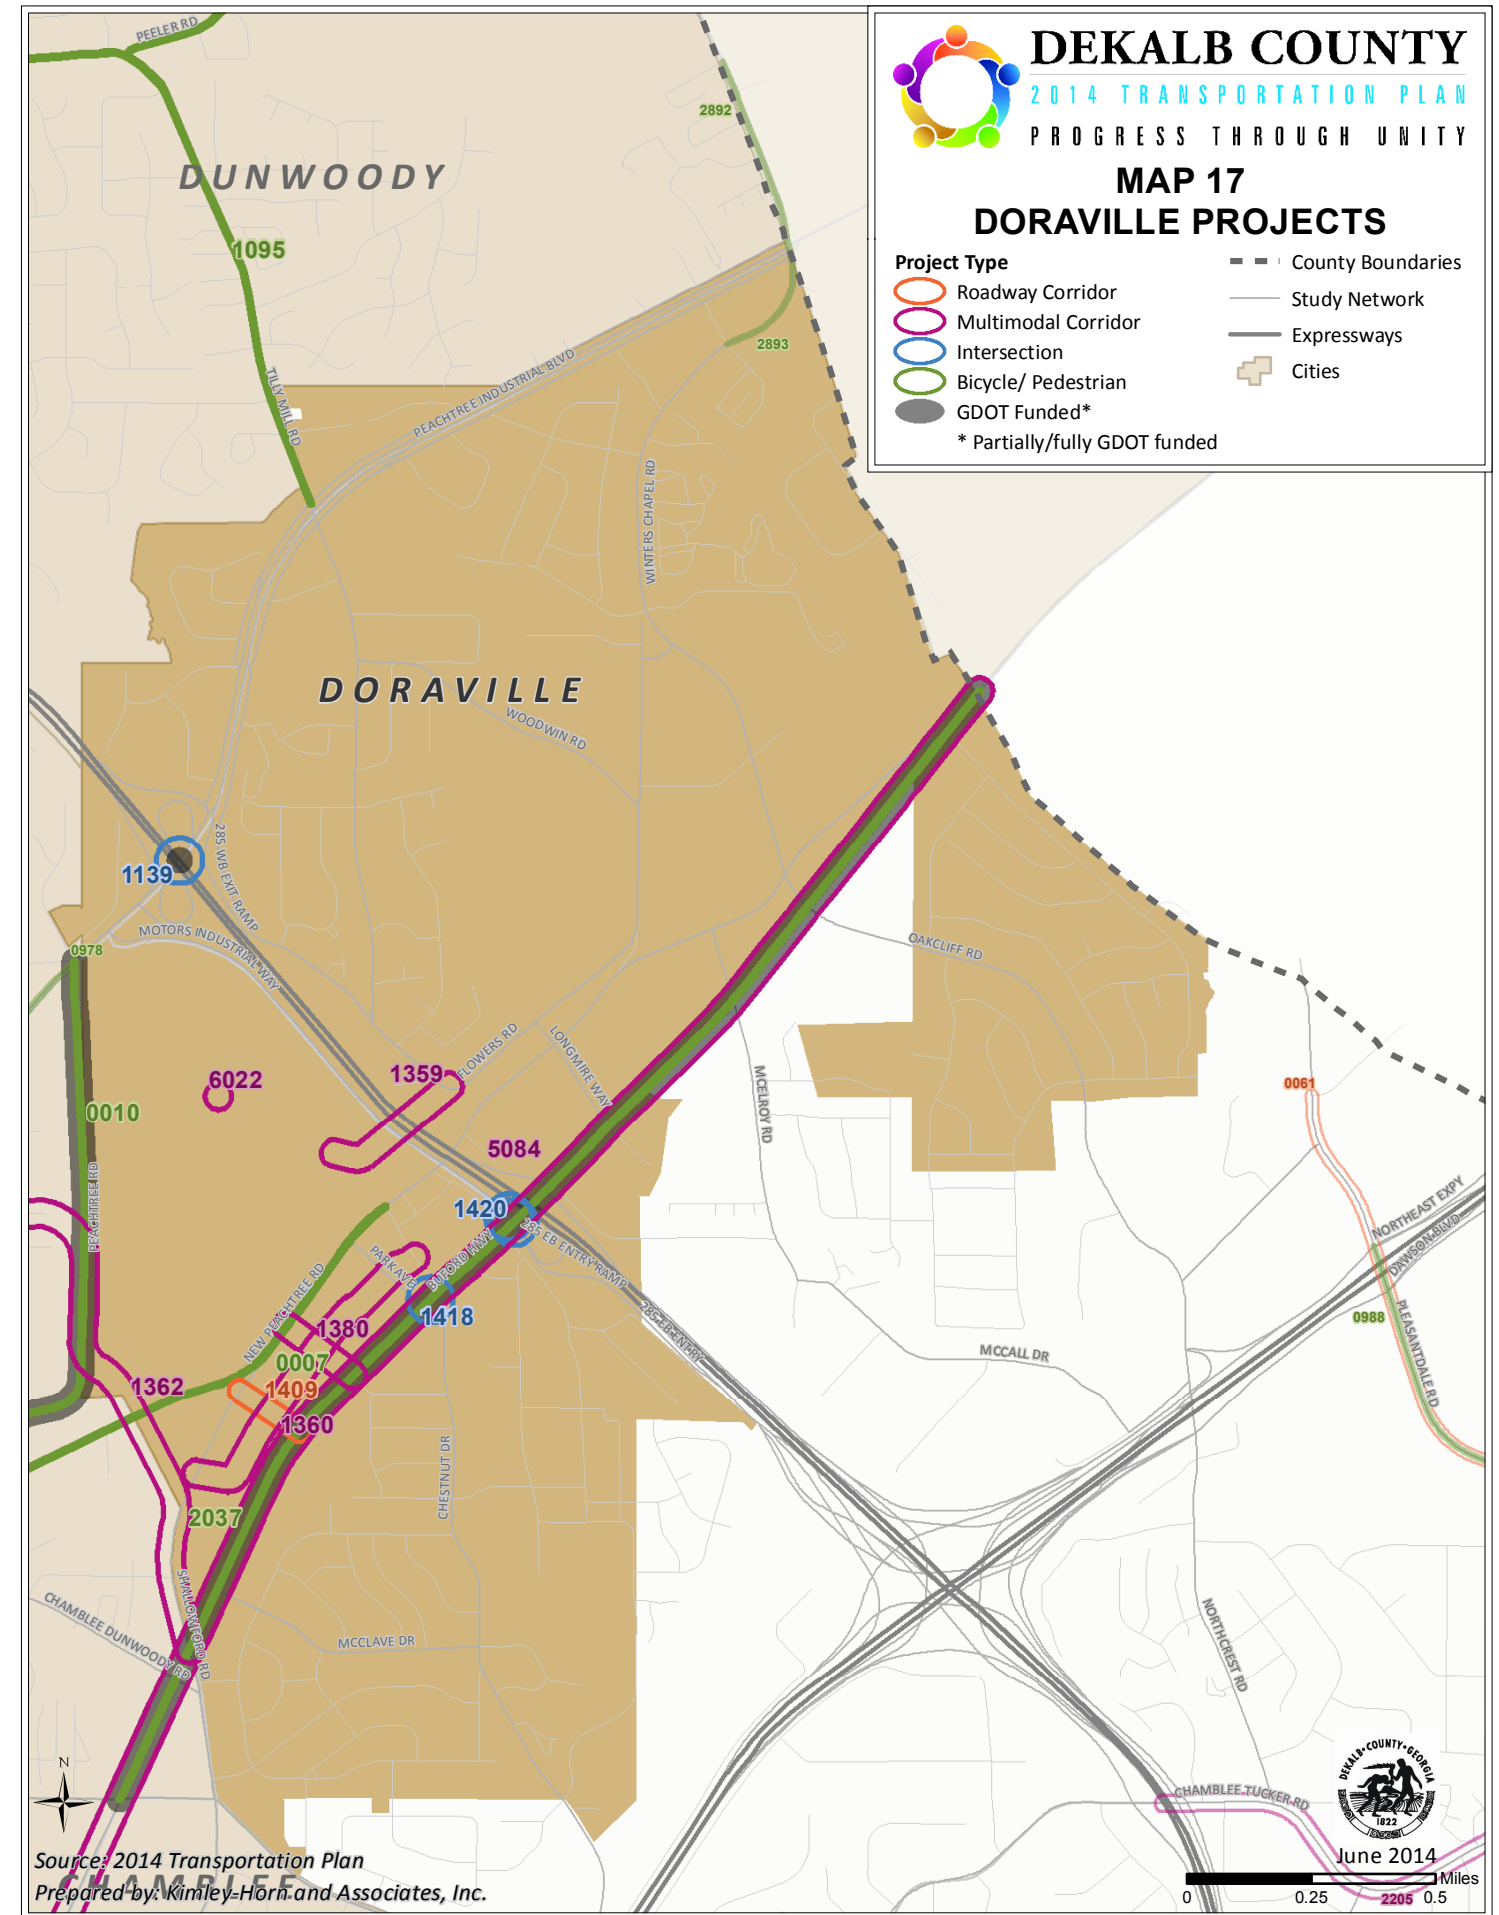 DEKALB COUNTY
2014 TRANSPORTATION PLAN
PROGRESS THROUGH UNITY
MAP 17
DORAVILLE PROJECTS
Project Type
Roadway Corridor
Multimodal Corridor
Intersection
Bicycle/ Pedestrian
GDOT Funded*
* Partially/fully GDOT funded
County Boundaries
Study Network
Expressways
Cities
PEELER RD
2892
DUNWOODY
1095
2893
PEACHTREE INDUSTRIAL BLVD
TILLY MILL RD
WINTERS CHAPEL RD
DORAVILLE
WOODWIN RD
285 WB EXIT RAMP
1139
MOTORS INDUSTRIAL WAY
0978
OAKCLIFF RD
FLOWERS RD
LONGMIRE WAY
1359
6022
MCELROY RD
0061
0010
5084
PEACHTREE RD
1420
285 EB ENTRY RAMP
NORTHEAST EXPY
DAWSON BLVD
PARK AVE
BUFORD HWY
NEW PEACHTREE RD
1418
285 EB ENTRY
0988
PLEASANTDALE RD
1380
MCCALL DR
0007
1362
1409
1360
CHESTNUT DR
2037
SHALLOWFORD RD
CHAMBLEE DUNWOODY RD
MCCLAVE DR
NORTHCREST RD
N
CHAMBLEE TUCKER RD
DEKALB•COUNTY•GEORGIA
1822
June 2014
Source: 2014 Transportation Plan
CHAMBLEE
Prepared by: Kimley-Horn and Associates, Inc.
Miles
0 0.25 0.5
2205